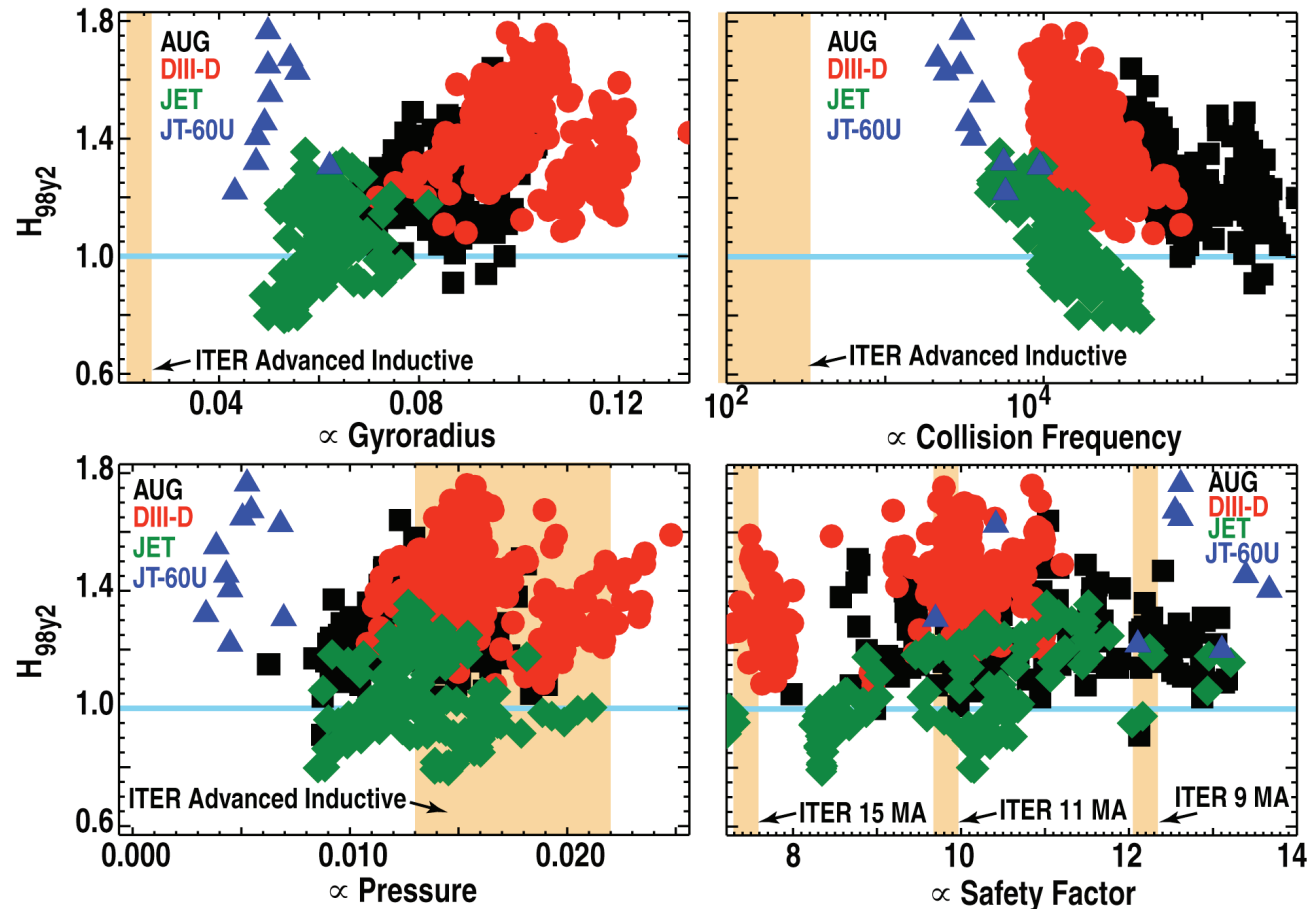 1.8
1.4
1.0
0.6
H98y2
AUG
DIII-D
JET
JT-60U
ITER Advanced Inductive
0.04
0.08
0.12
∝ Gyroradius
AUG
DIII-D
JET
JT-60U
ITER Advanced Inductive
10²
10⁴
∝ Collision Frequency
1.8
1.4
1.0
0.6
H98y2
AUG
DIII-D
JET
JT-60U
ITER Advanced Inductive
0.000
0.010
0.020
∝ Pressure
AUG
DIII-D
JET
JT-60U
ITER 15 MA
ITER 11 MA
ITER 9 MA
8
10
12
14
∝ Safety Factor